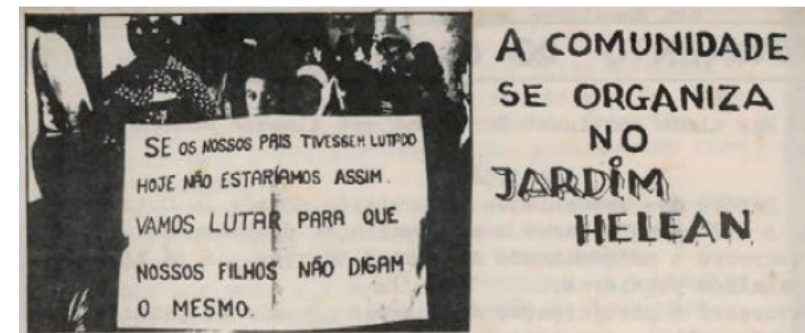 SE OS NOSSOS PAIS TIVESSEM LUTADO
HOJE NÃO ESTARÍAMOS ASSIM.
VAMOS LUTAR PARA QUE
NOSSOS FILHOS NÃO DIGAM
O MESMO.
A COMUNIDADE
SE ORGANIZA
NO
JARDIM
HELEAN